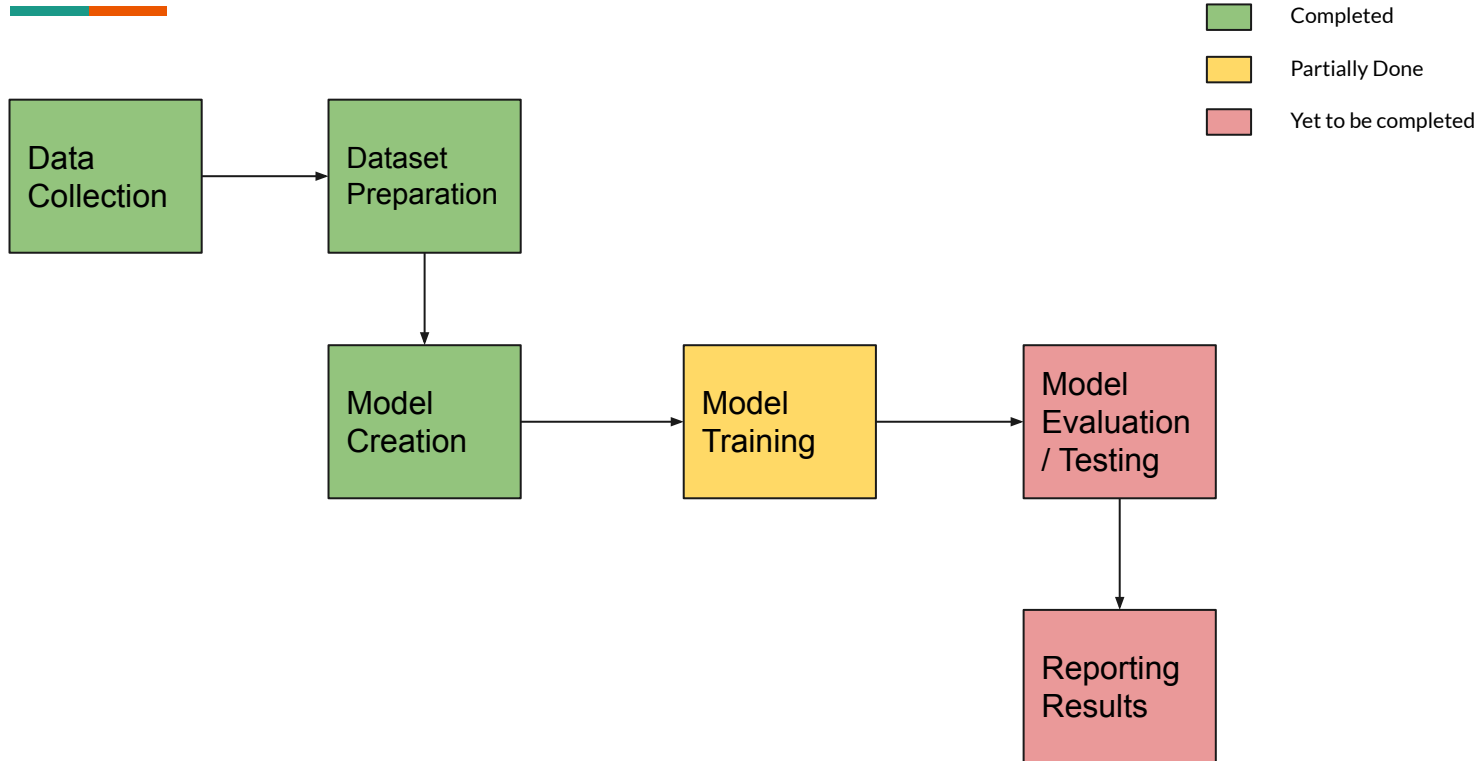 Completed
Partially Done
Yet to be completed
Data
Collection
Dataset
Preparation
Model
Creation
Model
Training
Model
Evaluation
/ Testing
Reporting
Results